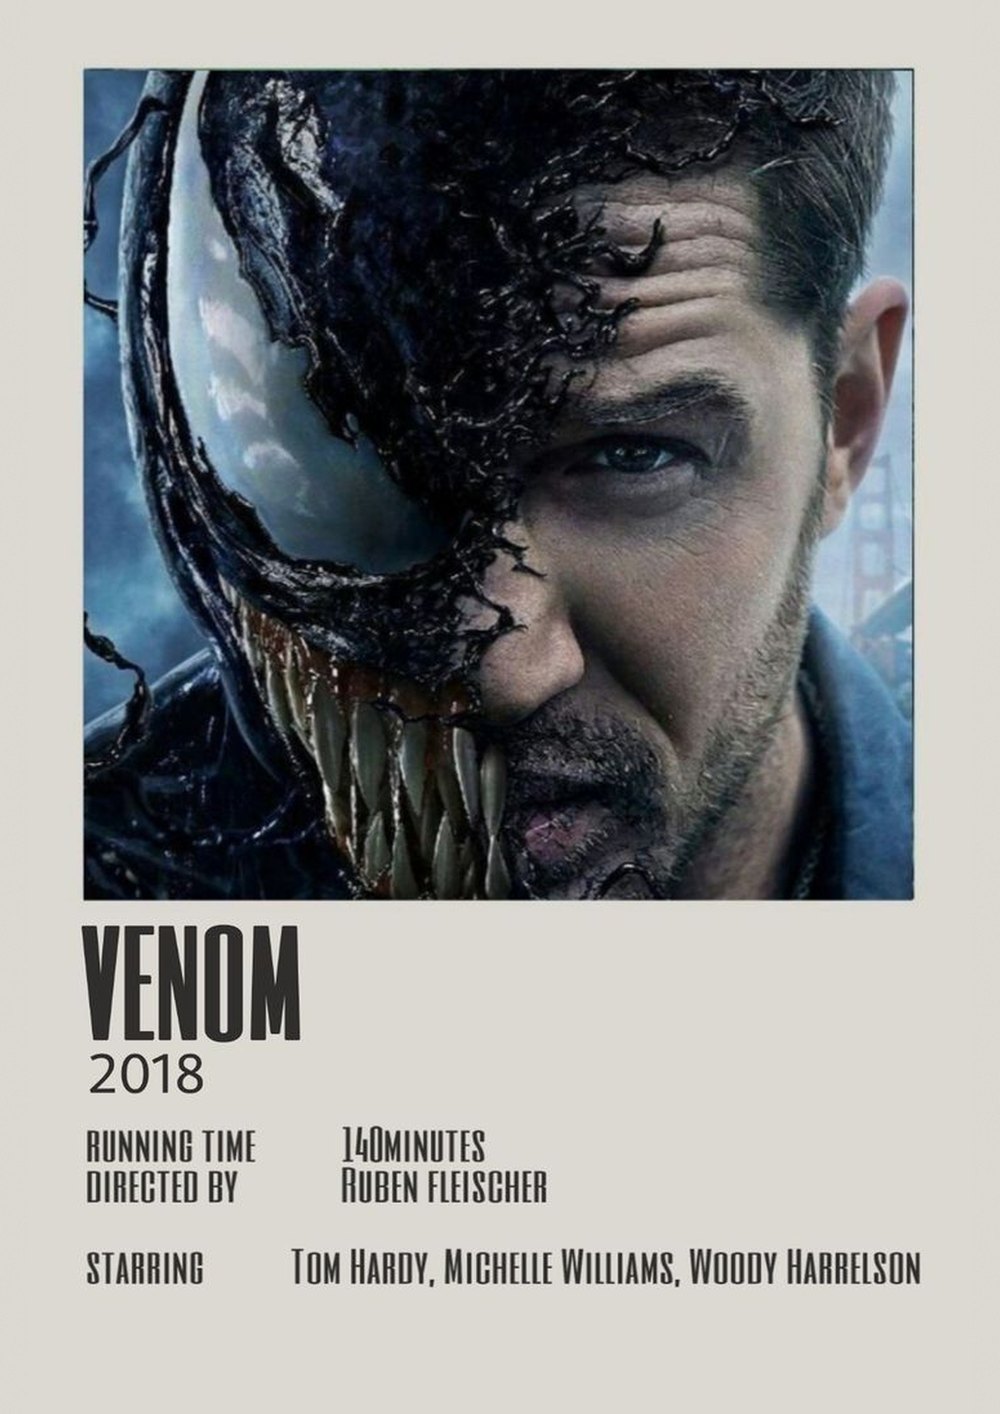 VENOM
2018
RUNNING TIME 140MINUTES
DIRECTED BY RUBEN FLEISCHER
STARRING TOM HARDY, MICHELLE WILLIAMS, WOODY HARRELSON